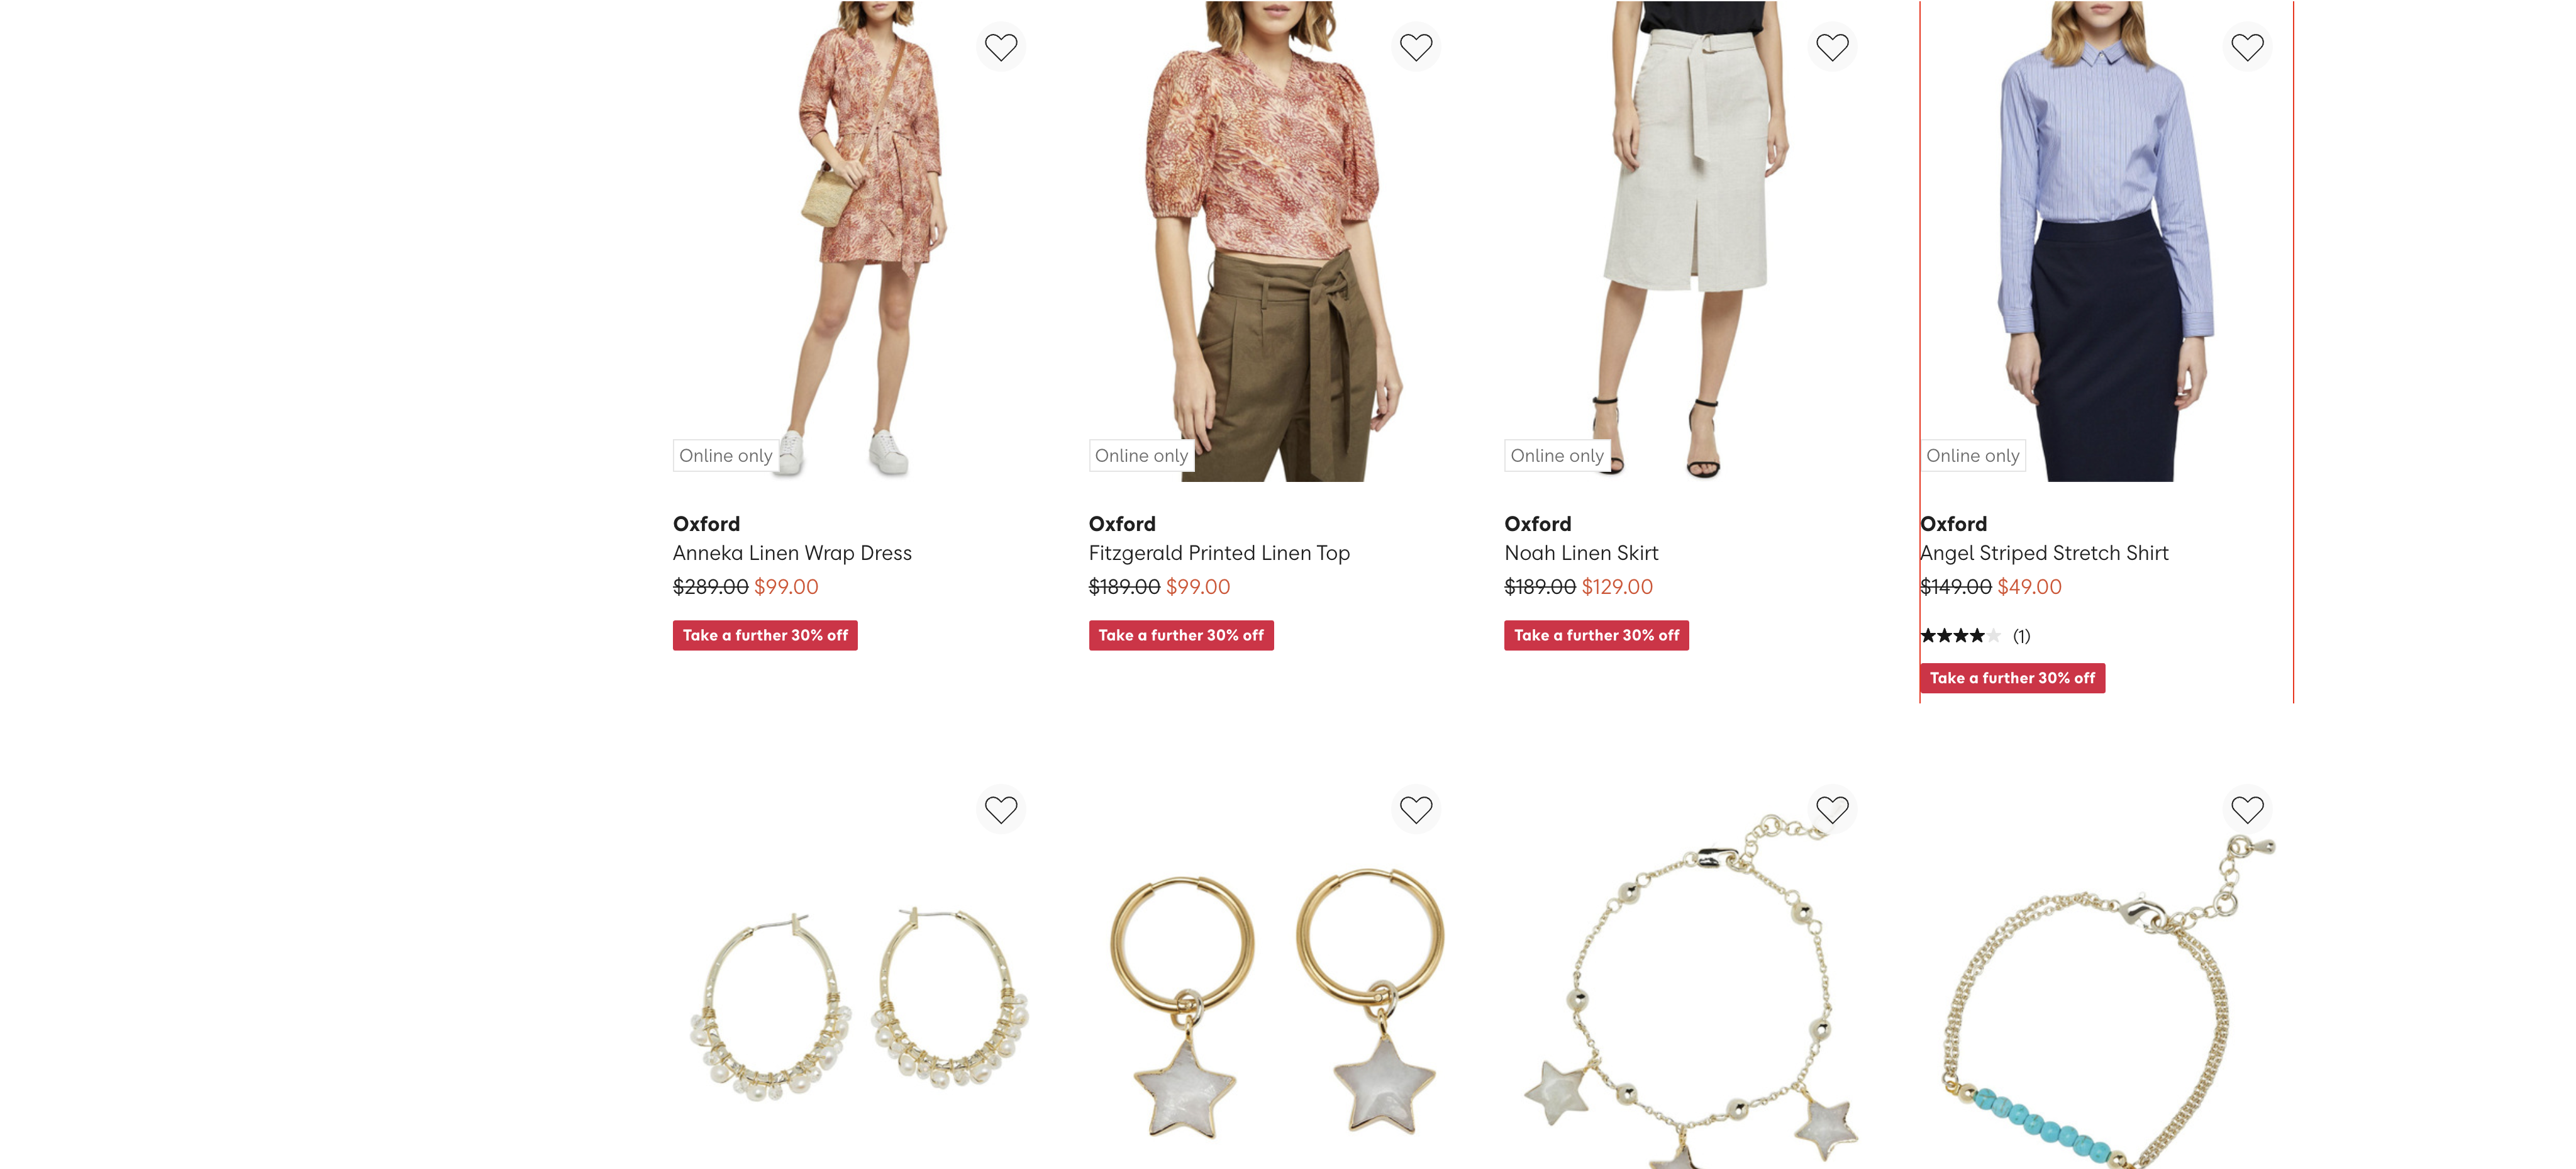 Online only
Oxford
Anneka Linen Wrap Dress
$289.00 $99.00
Take a further 30% off
Online only
Oxford
Fitzgerald Printed Linen Top
$189.00 $99.00
Take a further 30% off
Online only
Oxford
Noah Linen Skirt
$189.00 $129.00
Take a further 30% off
Online only
Oxford
Angel Striped Stretch Shirt
$149.00 $49.00
(1)
Take a further 30% off